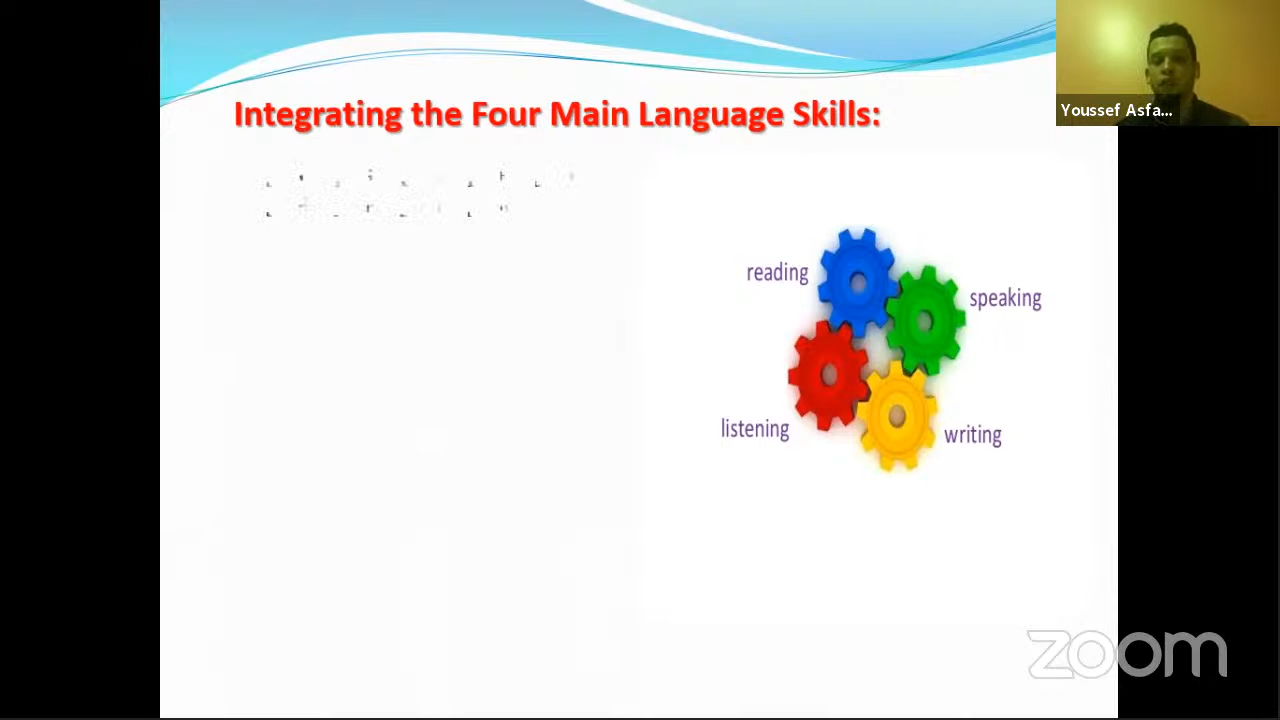 Integrating the Four Main Language Skills:
Youssef Asfa...
reading
speaking
listening
writing
zoom